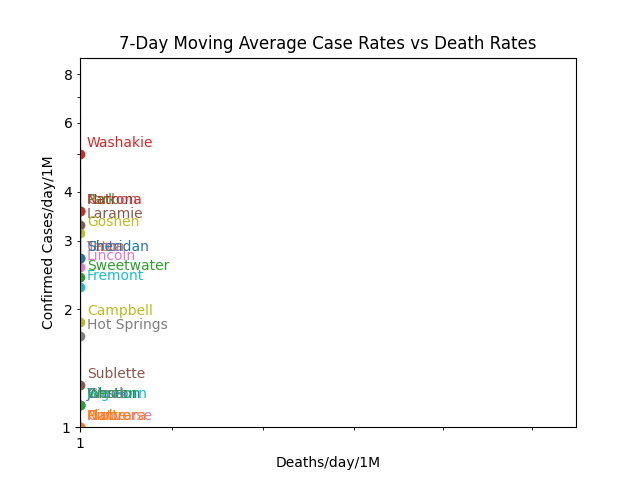 7-Day Moving Average Case Rates vs Death Rates
8
Washakie
6
4
Natrona
Laramie
Goshen
3
Sheridan
Lincoln
Sweetwater
Fremont
2
Campbell
Hot Springs
Sublette
Weston
1
1
Confirmed Cases/day/1M
Deaths/day/1M